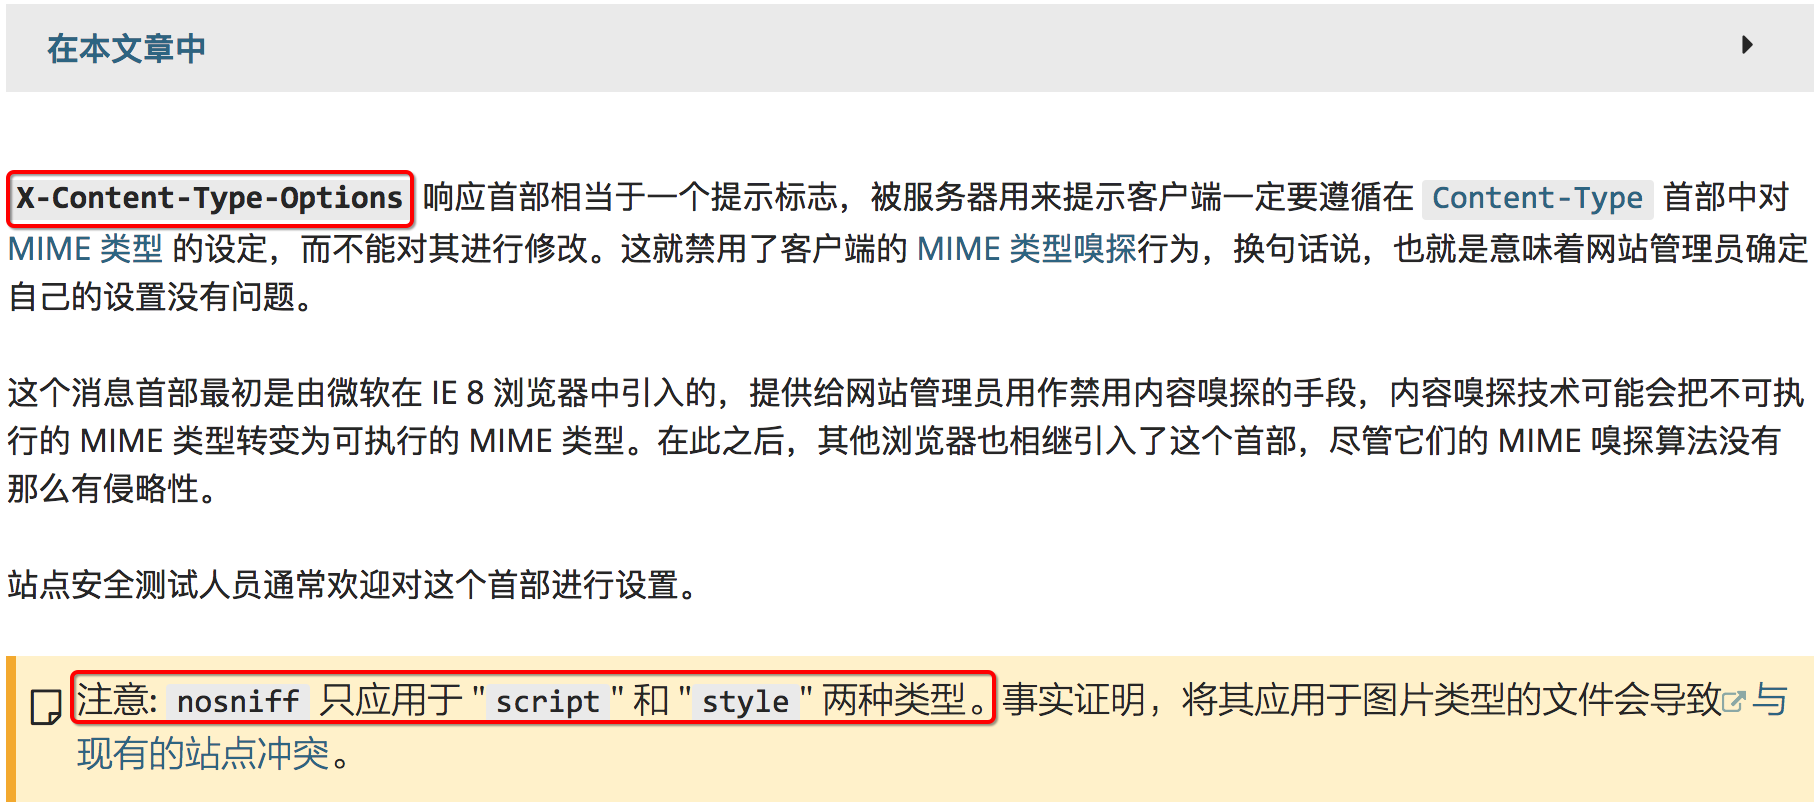 在本文章中
X-Content-Type-Options 响应首部相当于一个提示标志，被服务器用来提示客户端一定要遵循在 Content-Type 首部中对
MIME 类型 的设定，而不能对其进行修改。这就禁用了客户端的 MIME 类型嗅探行为，换句话说，也就是意味着网站管理员确定
自己的设置没有问题。
这个消息首部最初是由微软在 IE 8 浏览器中引入的，提供给网站管理员用作禁用内容嗅探的手段，内容嗅探技术可能会把不可执
行的 MIME 类型转变为可执行的 MIME 类型。在此之后，其他浏览器也相继引入了这个首部，尽管它们的 MIME 嗅探算法没有
那么有侵略性。
站点安全测试人员通常欢迎对这个首部进行设置。
注意: nosniff 只应用于 "script" 和 "style" 两种类型。事实证明，将其应用于图片类型的文件会导致与
现有的站点冲突。